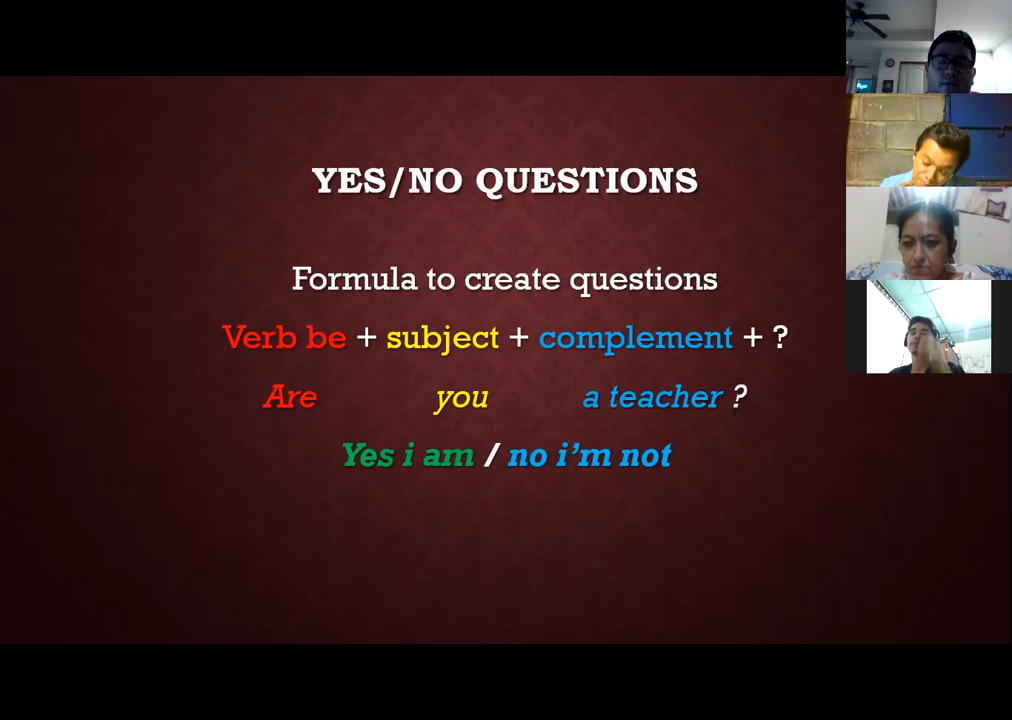 YES/NO QUESTIONS
Formula to create questions
Verb be + subject + complement + ?
Are you a teacher ?
Yes i am / no i’m not